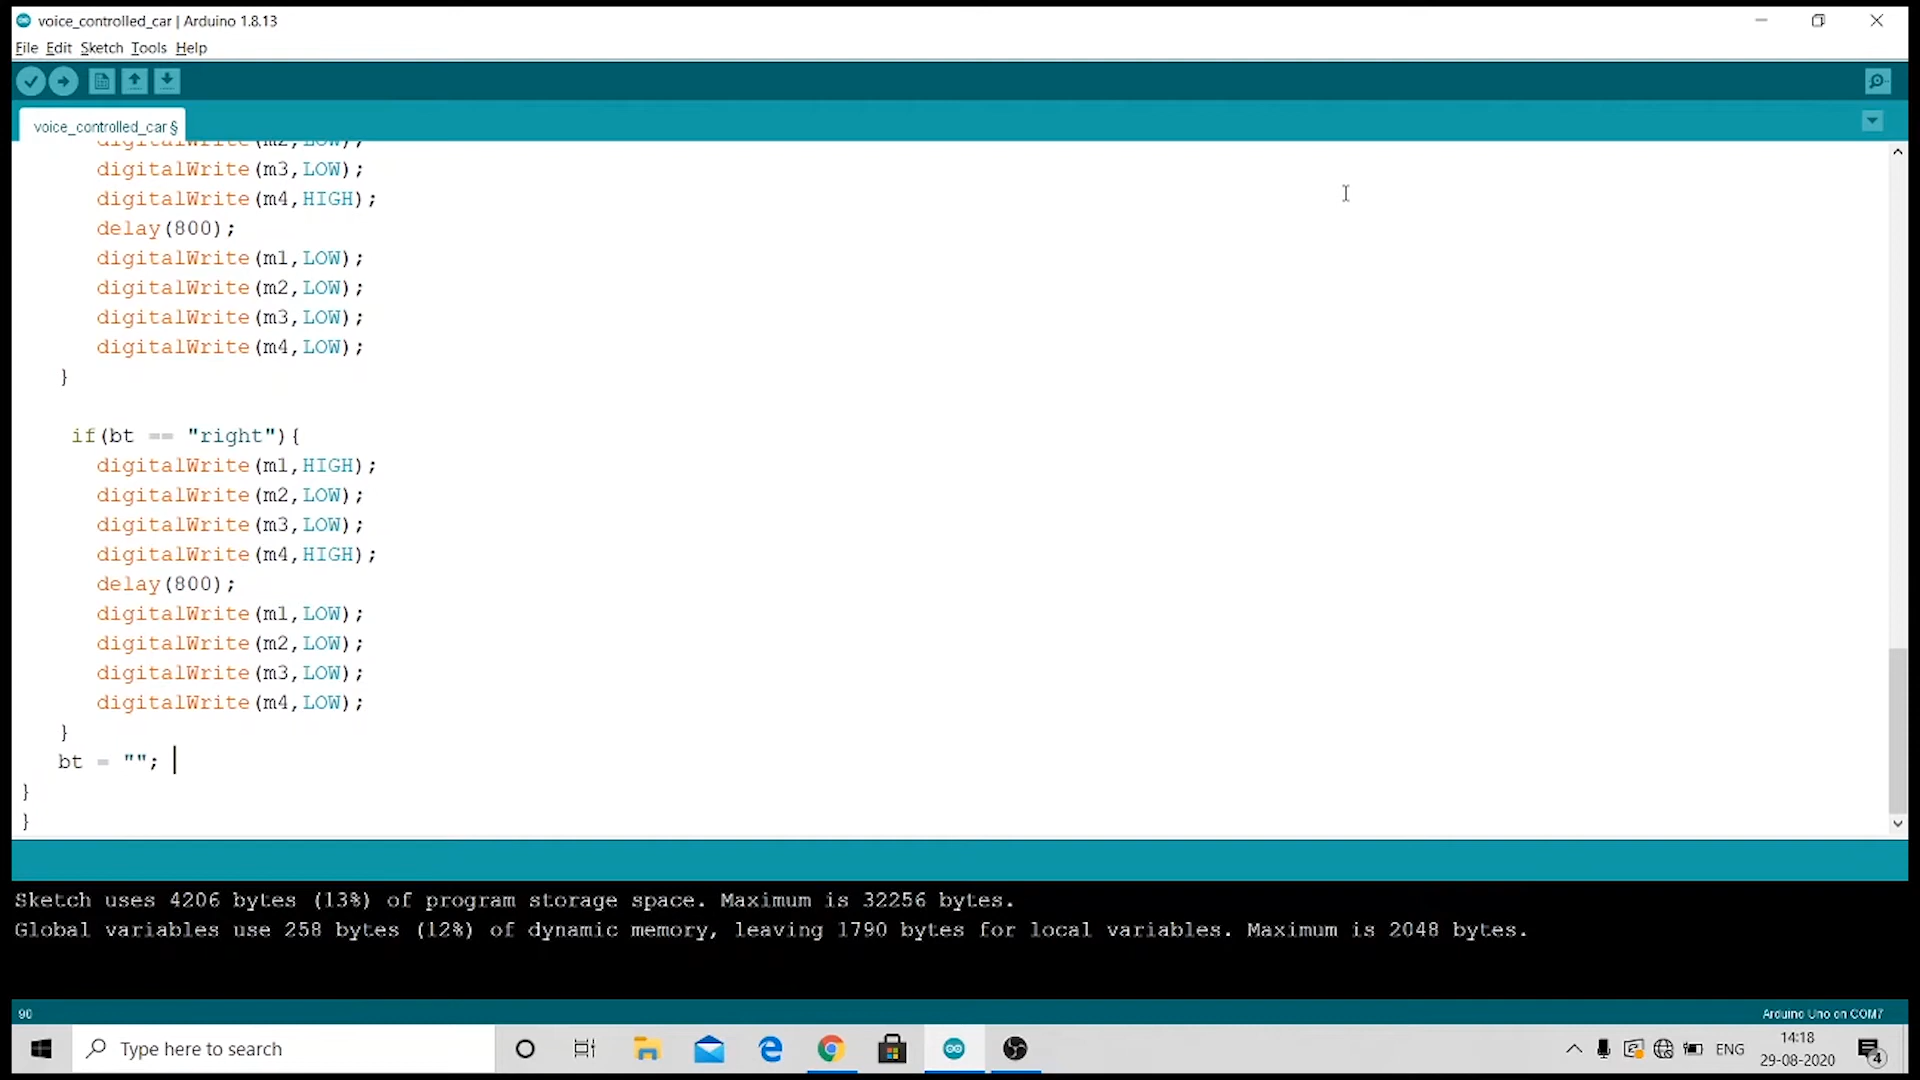 voice_controlled_car | Arduino 1.8.13
File Edit Sketch Tools Help
voice_controlled_car §
digitalWrite(m2,LOW);
digitalWrite(m3,LOW);
digitalWrite(m4,HIGH);
delay(800);
digitalWrite(m1,LOW);
digitalWrite(m2,LOW);
digitalWrite(m3,LOW);
digitalWrite(m4,LOW);
}
if(bt == "right"){
digitalWrite(m1,HIGH);
digitalWrite(m2,LOW);
digitalWrite(m3,LOW);
digitalWrite(m4,HIGH);
delay(800);
digitalWrite(m1,LOW);
digitalWrite(m2,LOW);
digitalWrite(m3,LOW);
digitalWrite(m4,LOW);
}
bt = "";
}
}
Sketch uses 4206 bytes (13%) of program storage space. Maximum is 32256 bytes.
Global variables use 258 bytes (12%) of dynamic memory, leaving 1790 bytes for local variables. Maximum is 2048 bytes.
90
Arduino Uno on COM7
Type here to search
ENG
14:18
29-08-2020
4